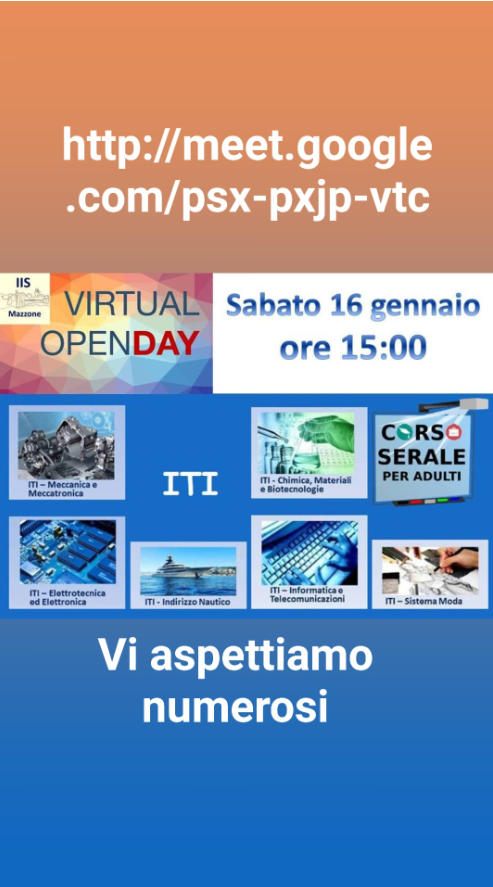 http://meet.google
.com/psx-pxjp-vtc
IIS
Mazzone
VIRTUAL
OPENDAY
Sabato 16 gennaio
ore 15:00
ITI – Meccanica e
Meccatronica
ITI
ITI - Chimica, Materiali
e Biotecnologie
CORSO
SERALE
PER ADULTI
ITI – Elettrotecnica
ed Elettronica
ITI - Indirizzo Nautico
ITI – Informatica e
Telecomunicazioni
ITI – Sistema Moda
Vi aspettiamo
numerosi